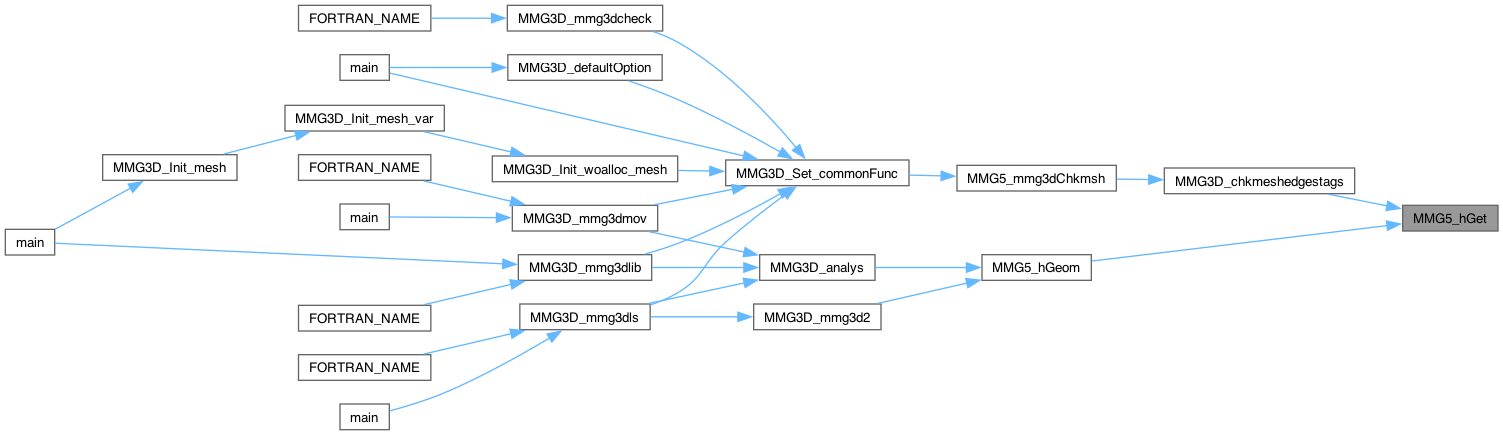 FORTRAN_NAME
MMG3D_mmg3dcheck
main
MMG3D_defaultOption
MMG3D_Init_mesh_var
MMG3D_Init_mesh
FORTRAN_NAME
MMG3D_Init_woalloc_mesh
MMG3D_Set_commonFunc
MMG5_mmg3dChkmsh
MMG3D_chkmeshedgestags
MMG5_hGet
main
MMG3D_mmg3dmov
main
MMG3D_mmg3dlib
MMG3D_analys
MMG5_hGeom
FORTRAN_NAME
MMG3D_mmg3dls
MMG3D_mmg3d2
FORTRAN_NAME
main